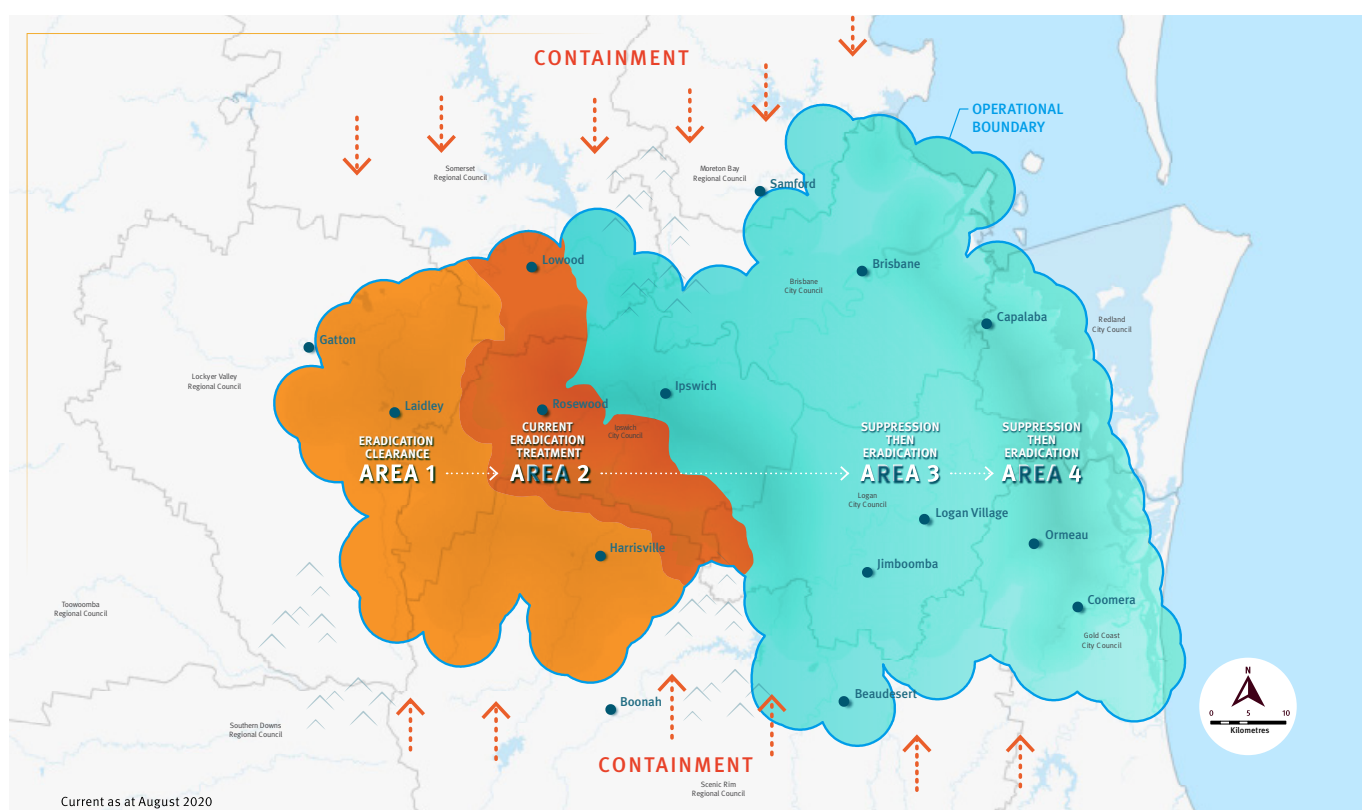 CONTAINMENT
OPERATIONAL
BOUNDARY
Somerset
Regional Council
Moreton Bay
Regional Council
Samford
Lowood
Brisbane
Brisbane
City Council
Capalaba
Redland
City Council
Gatton
Lockyer Valley
Regional Council
Laidley
Rosewood
Ipswich
Ipswich
City Council
ERADICATION
CLEARANCE
AREA 1
CURRENT
ERADICATION
TREATMENT
AREA 2
SUPPRESSION
THEN
ERADICATION
AREA 3
SUPPRESSION
THEN
ERADICATION
AREA 4
Logan
City Council
Logan Village
Ormeau
Harrisville
Jimboomba
Coomera
Gold Coast
City Council
Toowoomba
Regional Council
Boonah
Beaudesert
Southern Downs
Regional Council
CONTAINMENT
Scenic Rim
Regional Council
N
0 5 10
Kilometres
Current as at August 2020